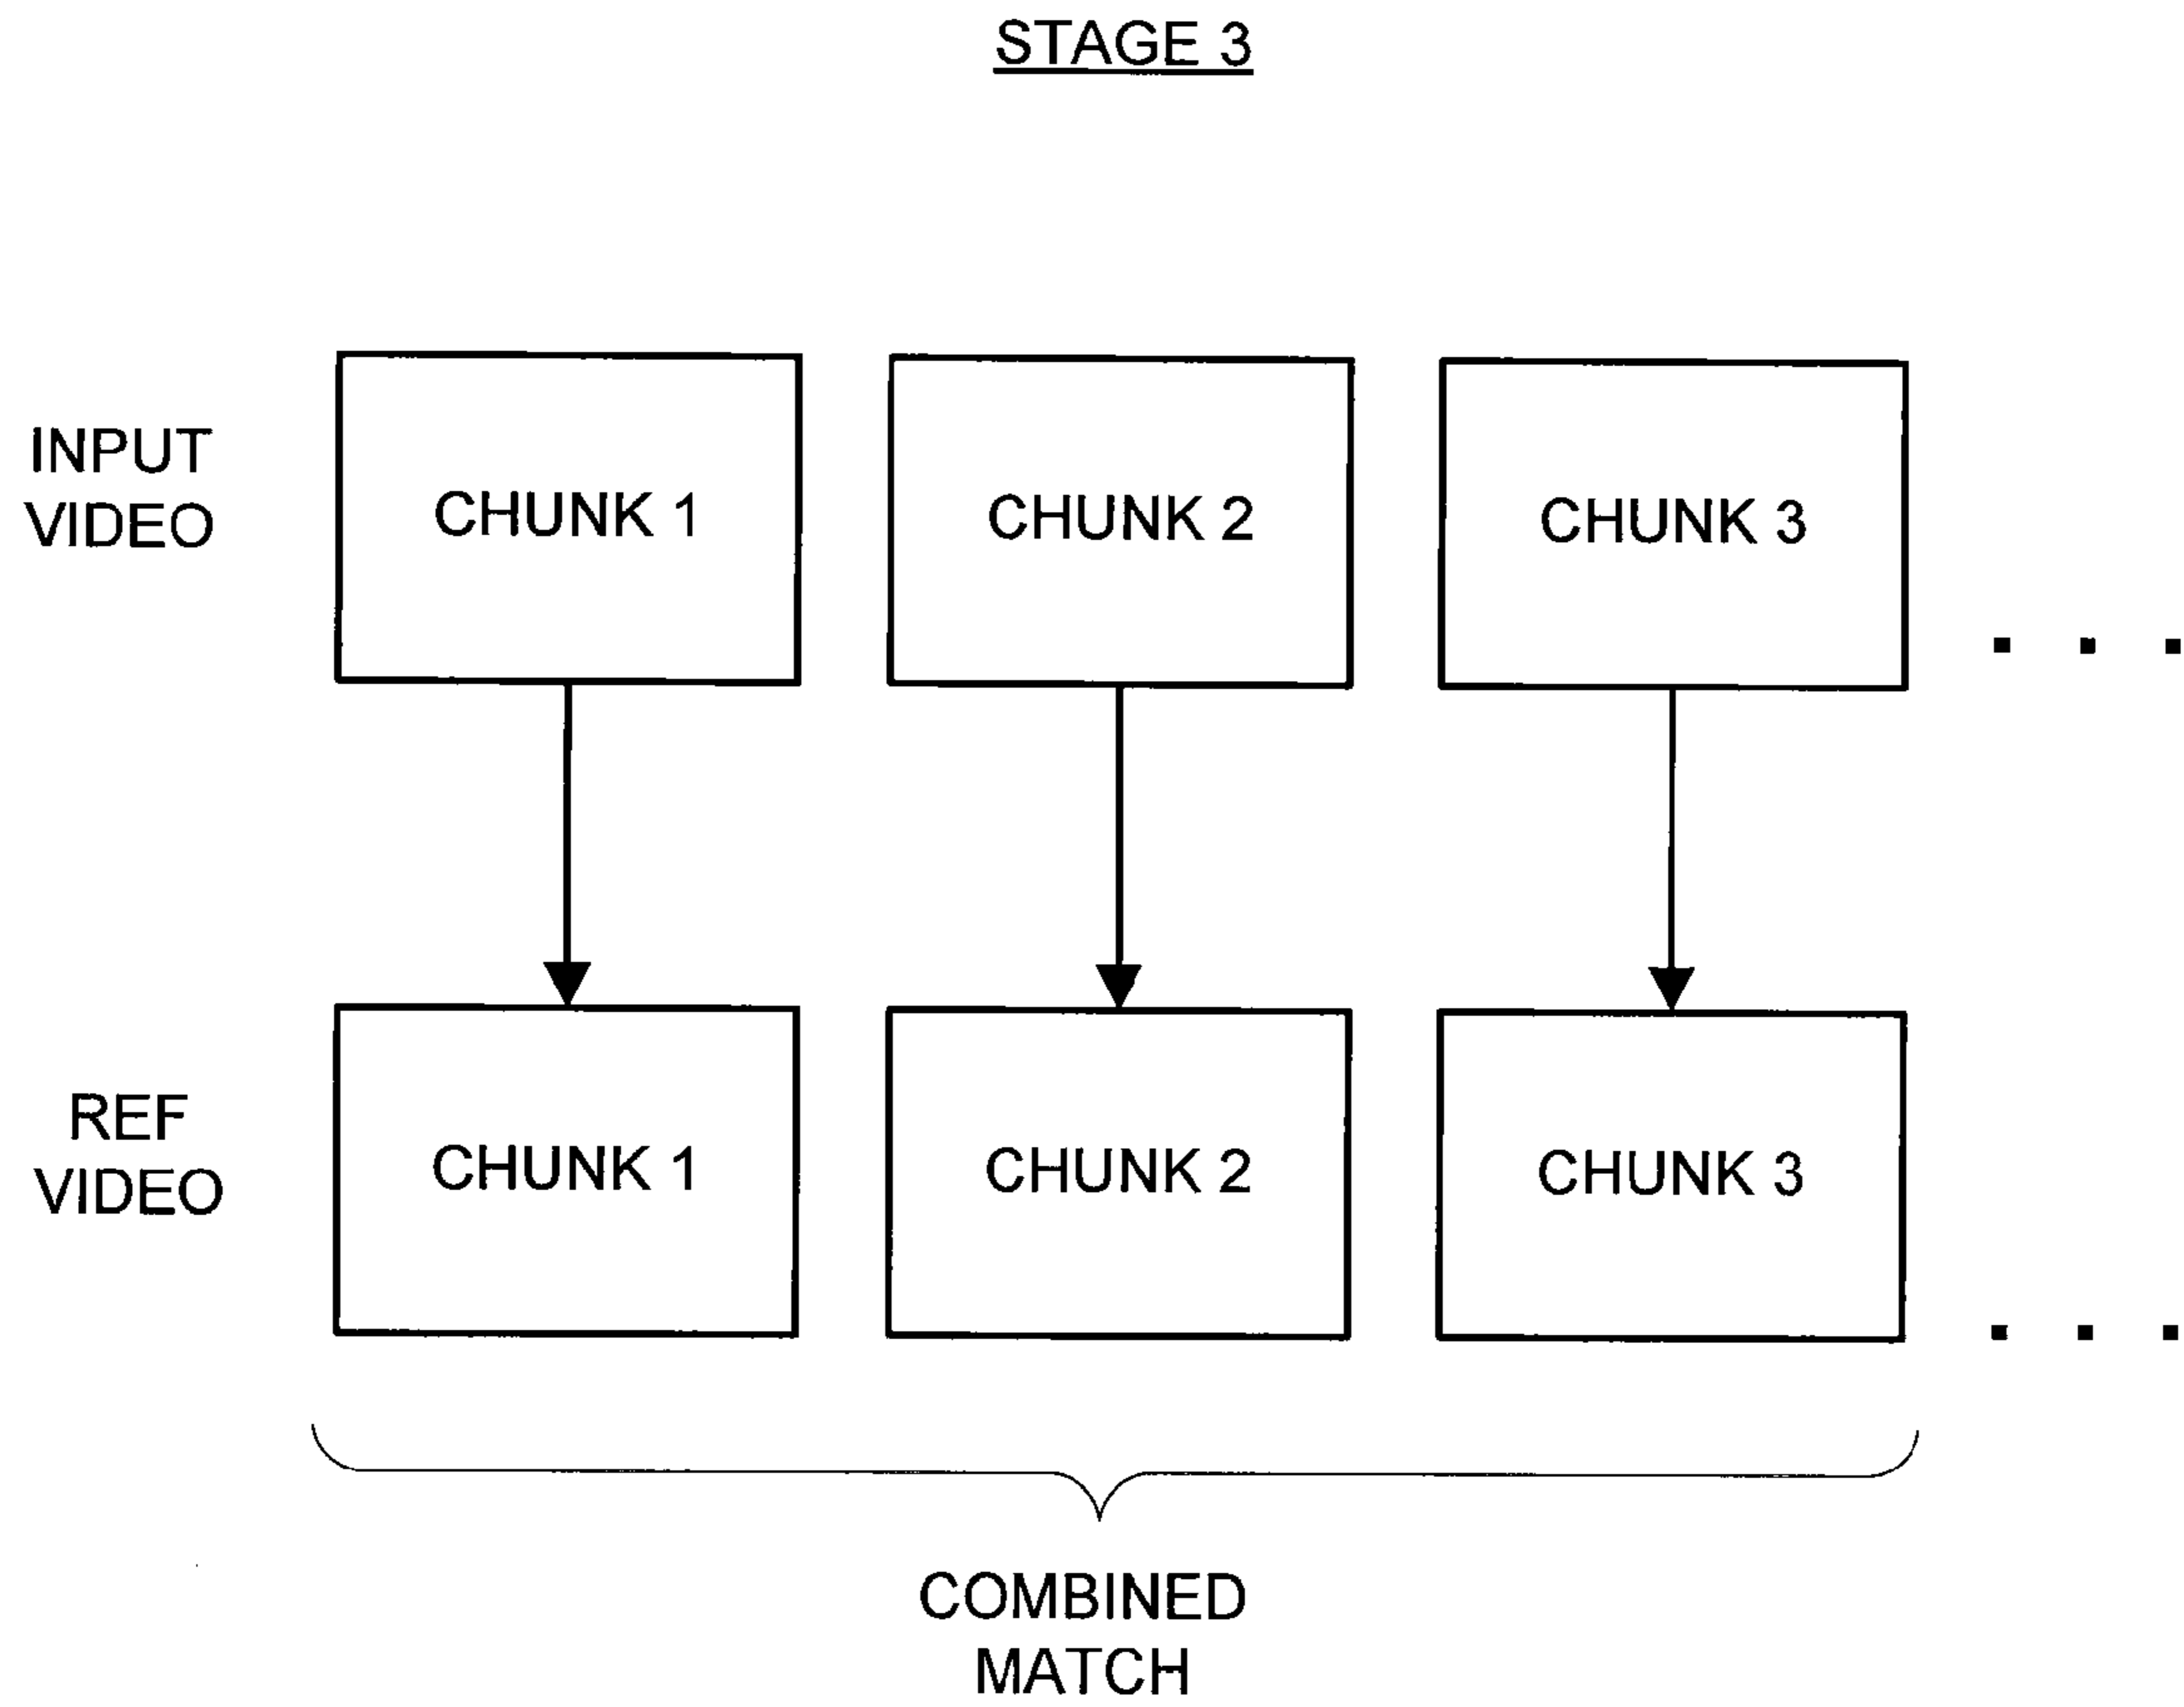 STAGE 3
INPUT
VIDEO
CHUNK 1
CHUNK 2
CHUNK 3
. . .
REF
VIDEO
CHUNK 1
CHUNK 2
CHUNK 3
. . .
COMBINED
MATCH